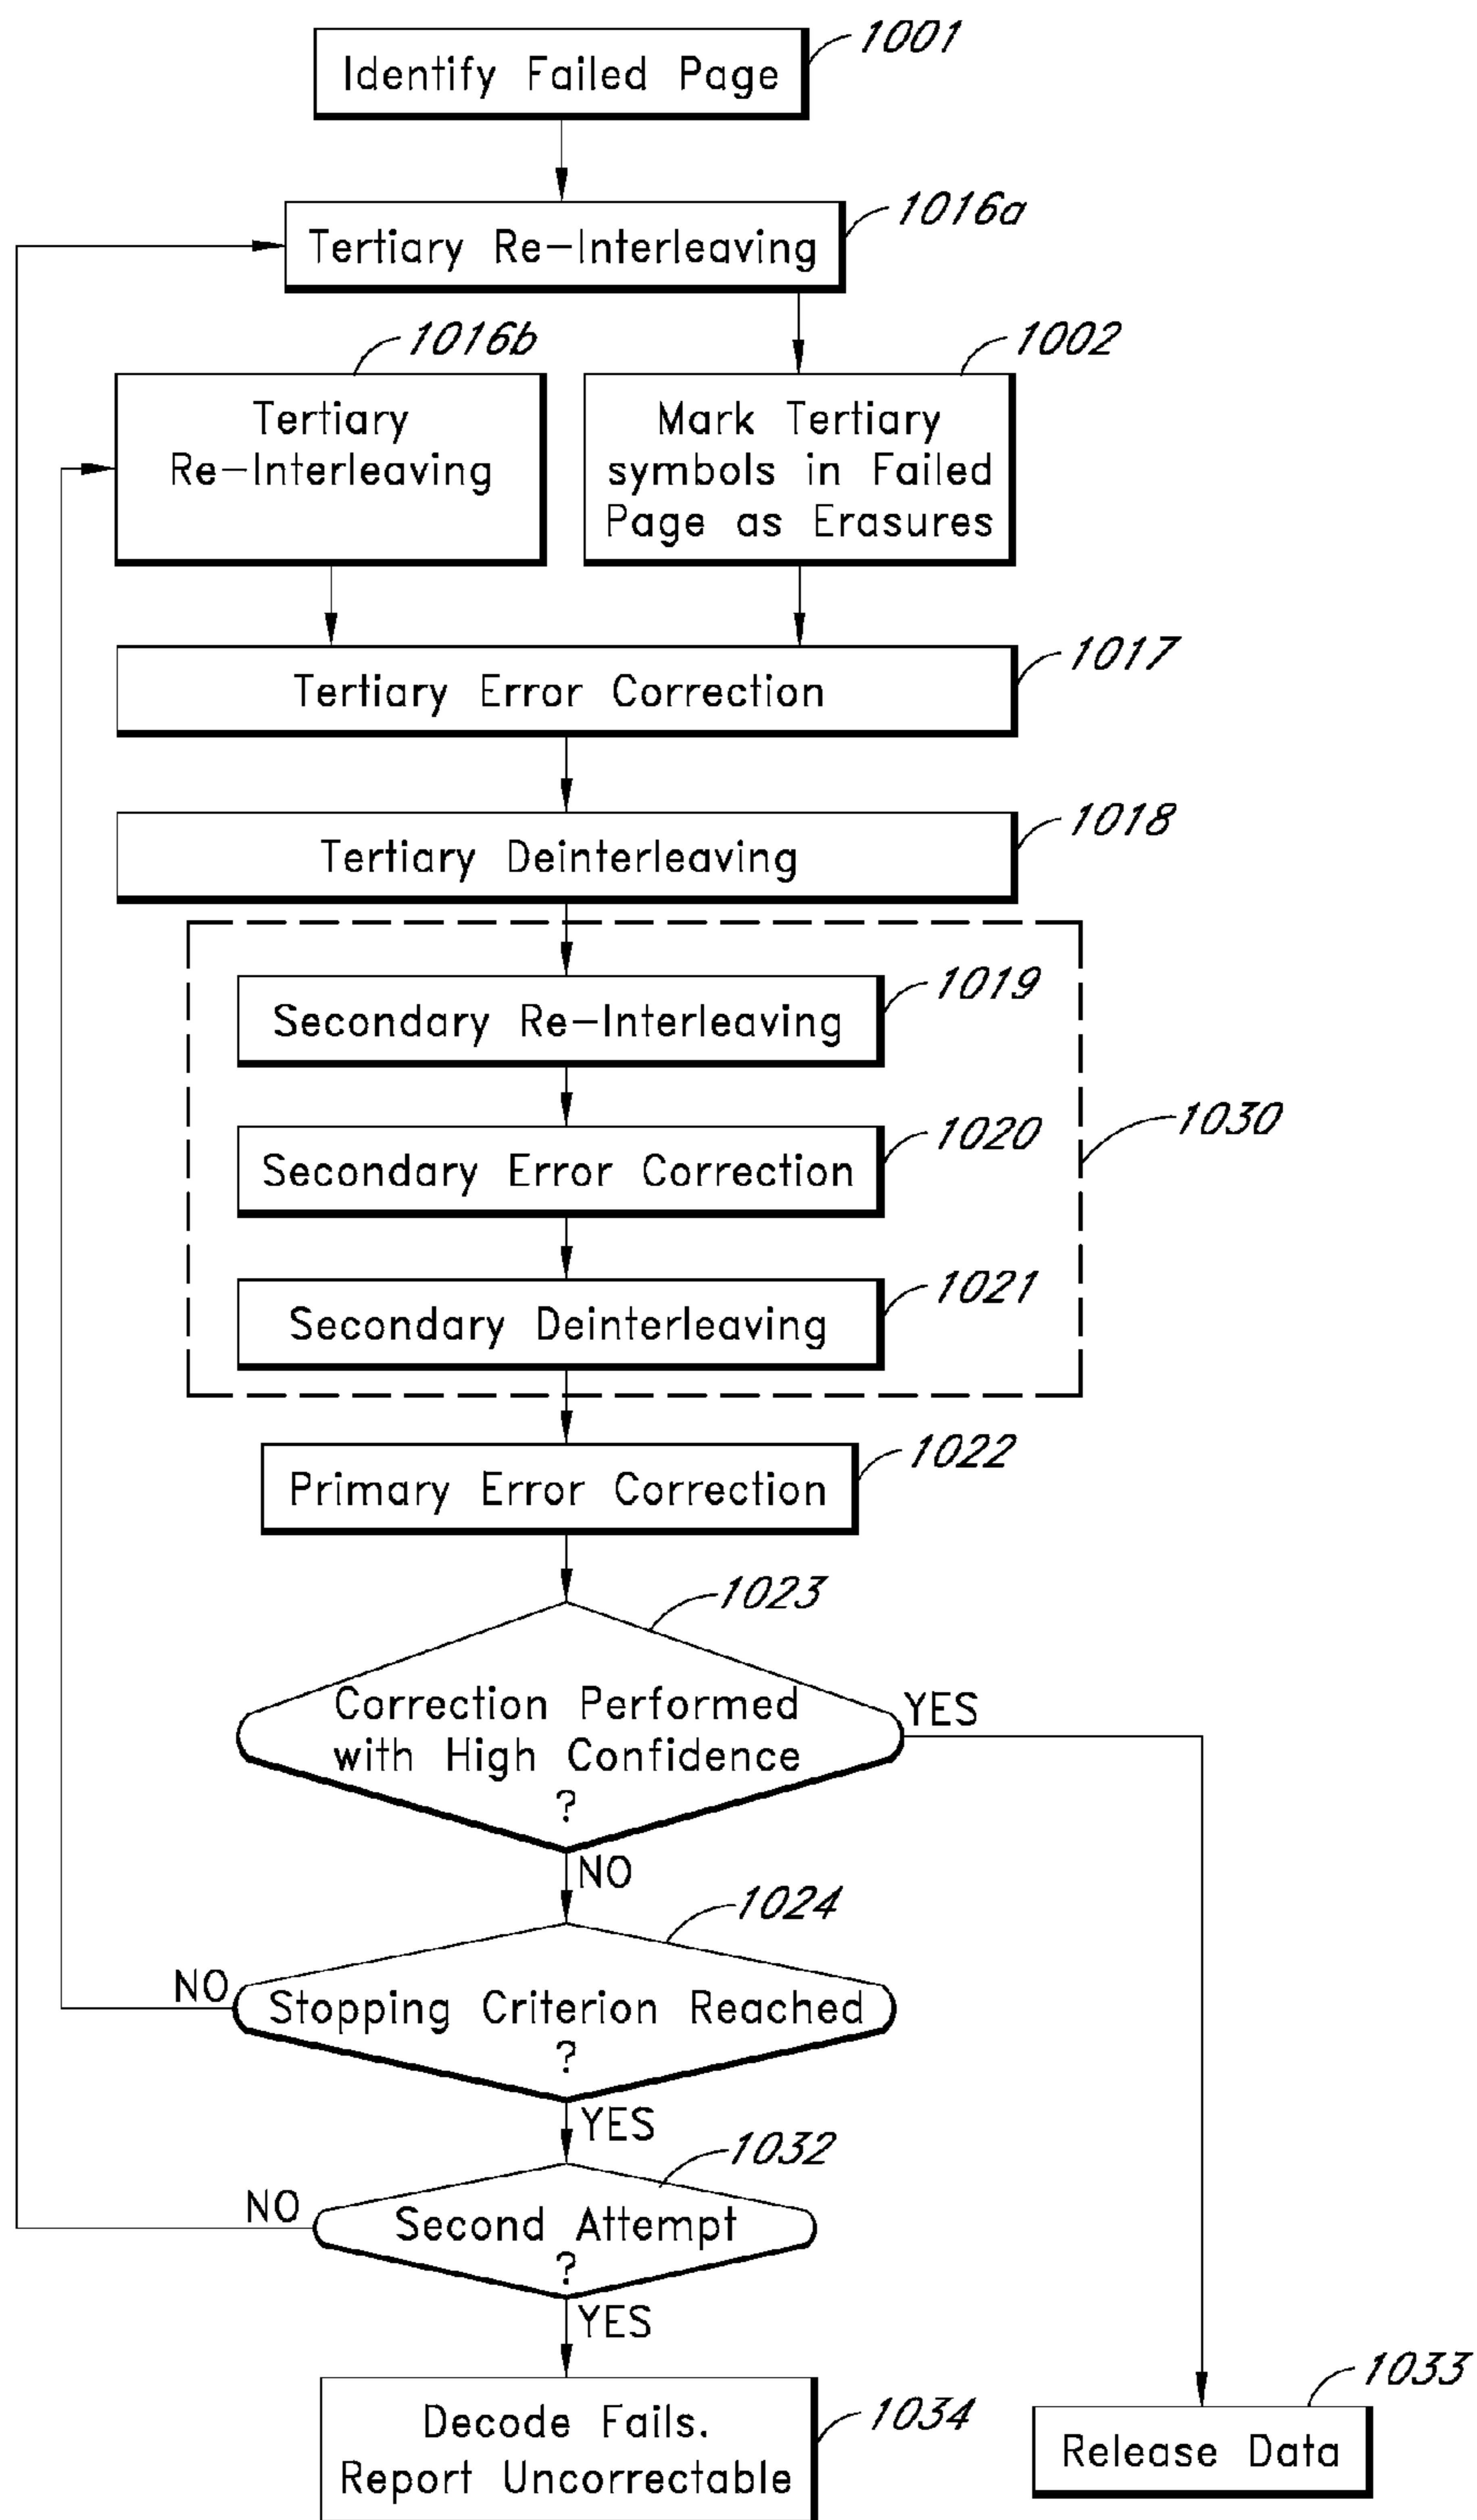 1001
Identify Failed Page
1016a
Tertiary Re-Interleaving
1016b
1002
Tertiary
Re-Interleaving
Mark Tertiary
symbols in Failed
Page as Erasures
1017
Tertiary Error Correction
1018
Tertiary Deinterleaving
1019
Secondary Re-Interleaving
1030
1020
Secondary Error Correction
1021
Secondary Deinterleaving
1022
Primary Error Correction
1023
Correction Performed
with High Confidence
?
YES
NO
1024
NO
Stopping Criterion Reached
?
YES
1032
NO
Second Attempt
?
YES
1034
Decode Fails.
Report Uncorrectable
1033
Release Data